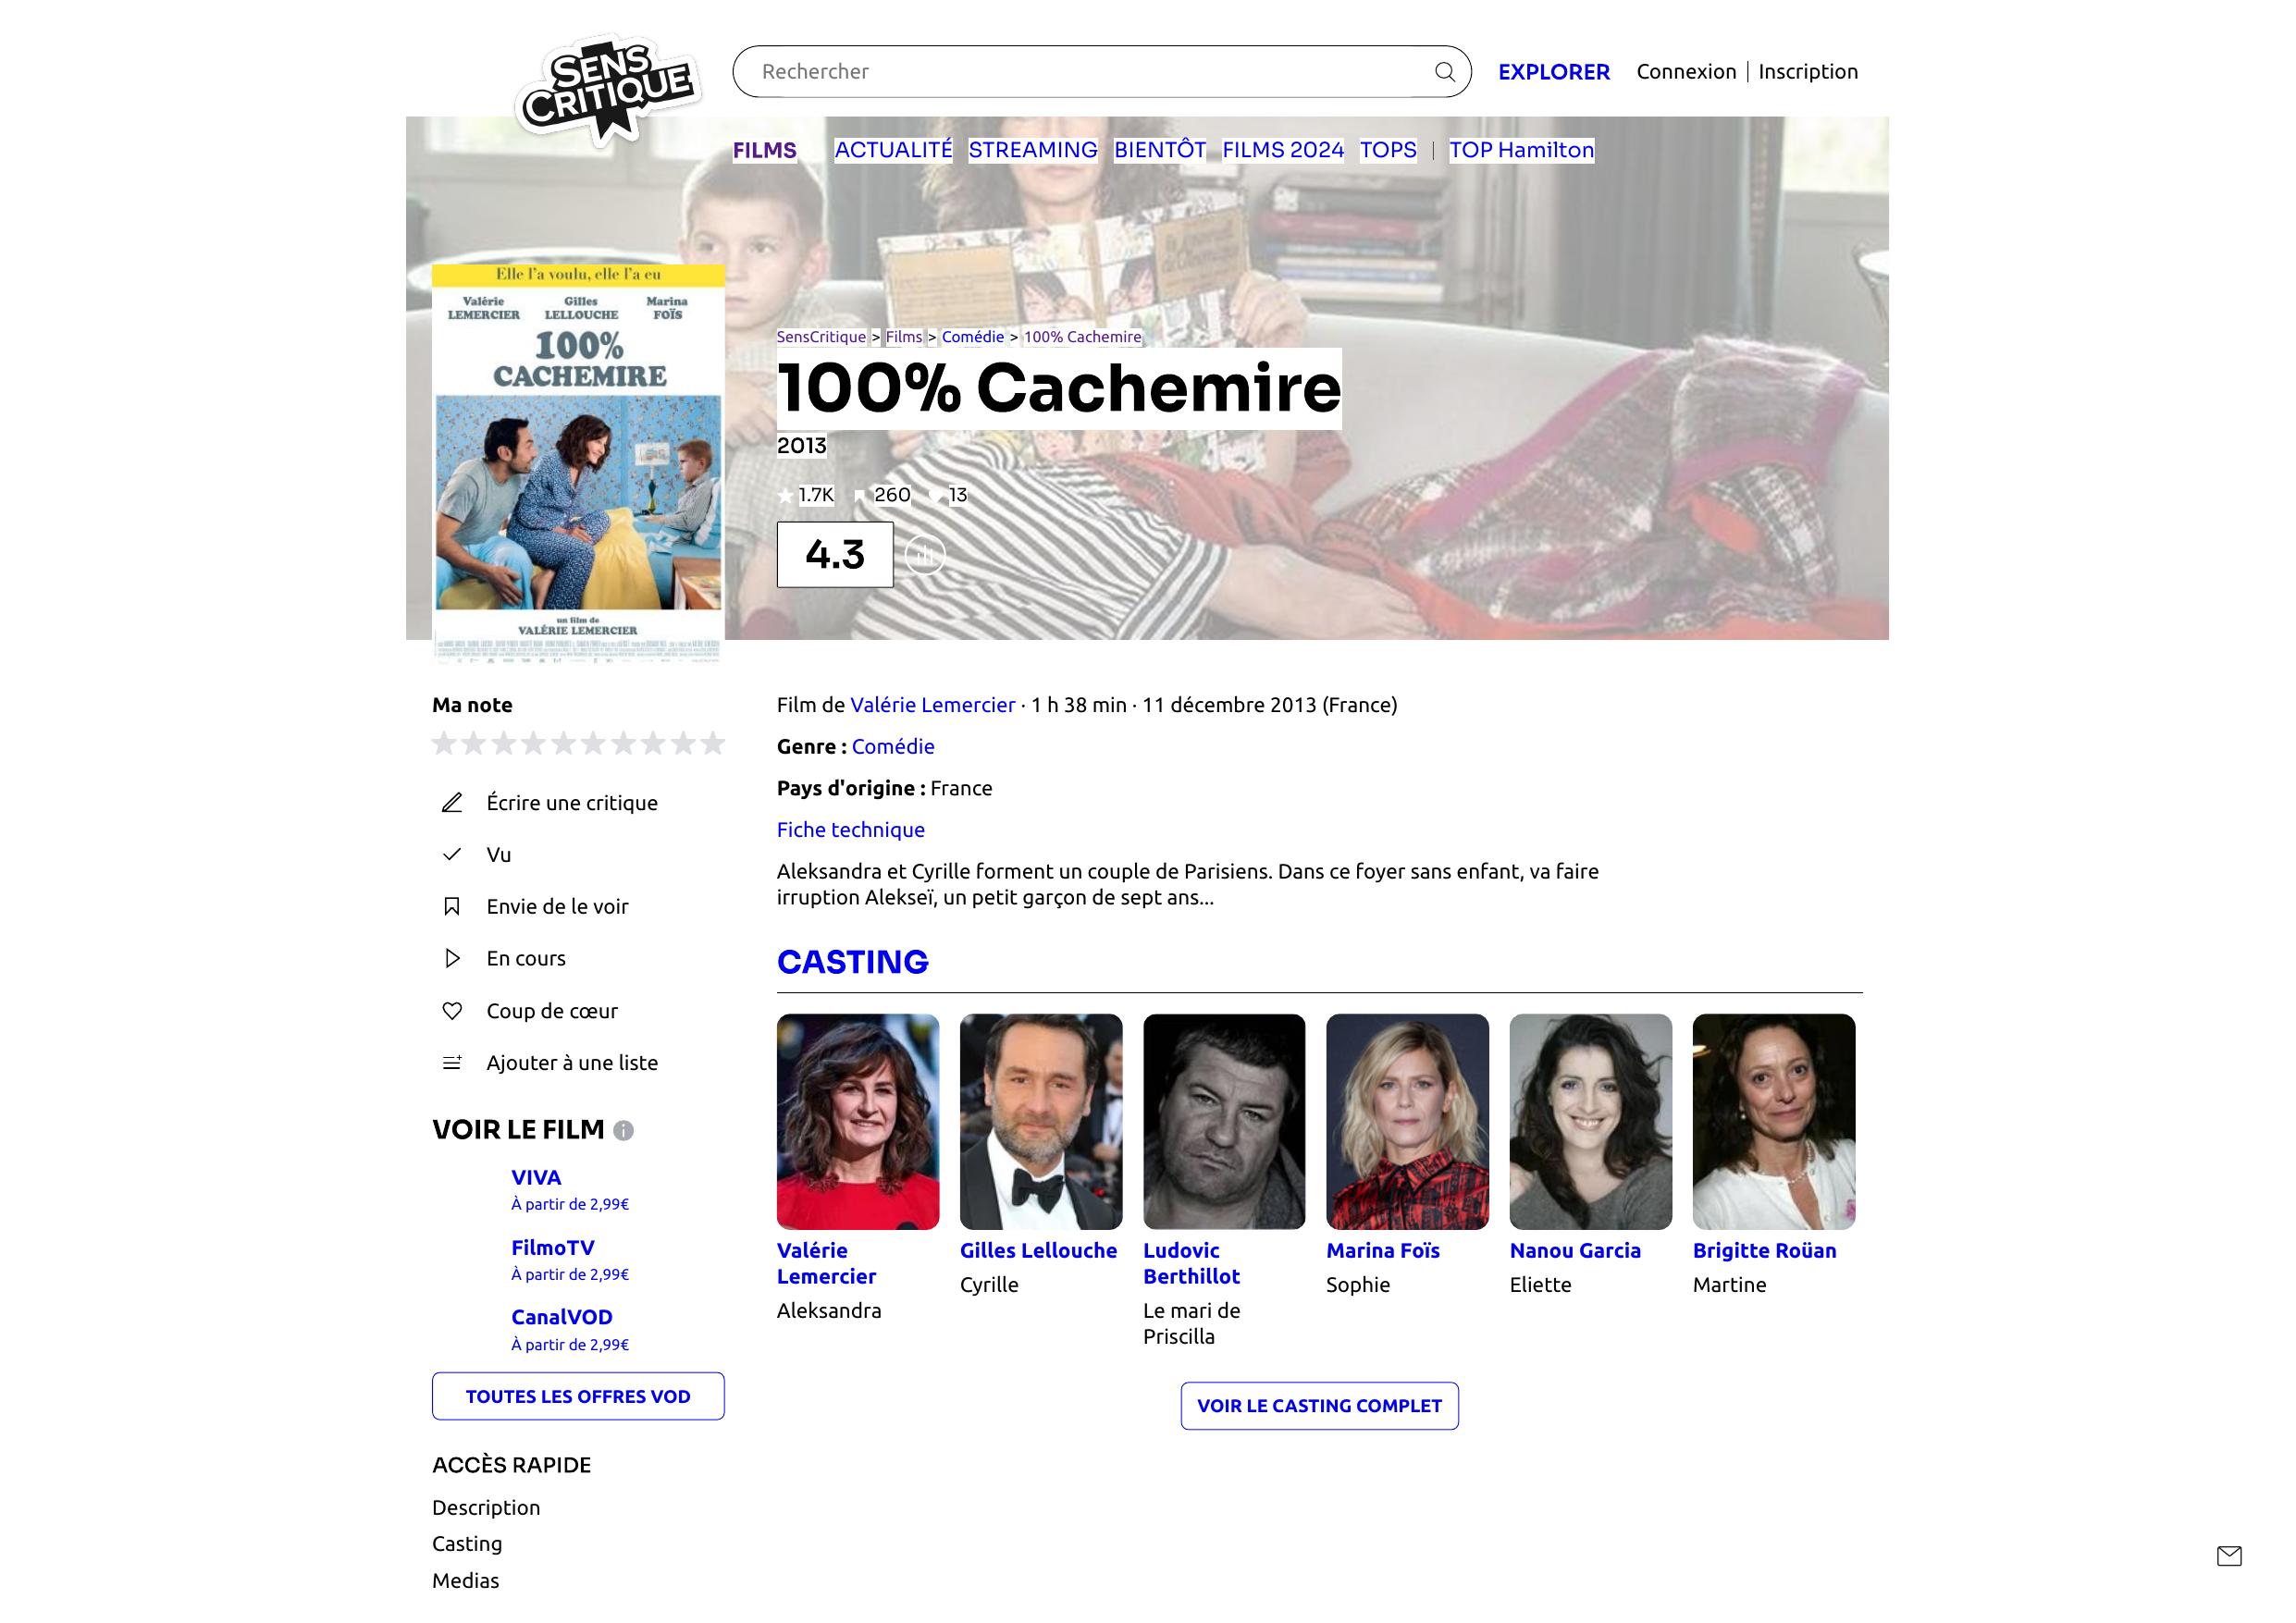 SENS
CRITIQUE
Rechercher
EXPLORER
Connexion
Inscription
FILMS
ACTUALITÉ
STREAMING
BIENTÔT
FILMS 2024
TOPS
TOP Hamilton
Elle l'a voulu, elle l'a eu
Valérie LEMERCIER
Gilles LELLOUCHE
Marina FOÏS
100%
CACHEMIRE
un film de
VALÉRIE LEMERCIER
SensCritique > Films > Comédie > 100% Cachemire
100% Cachemire
2013
1.7K 260 13
4.3
Ma note
Écrire une critique
Vu
Envie de le voir
En cours
Coup de cœur
Ajouter à une liste
VOIR LE FILM
VIVA
À partir de 2,99€
FilmoTV
À partir de 2,99€
CanalVOD
À partir de 2,99€
TOUTES LES OFFRES VOD
ACCÈS RAPIDE
Description
Casting
Medias
Film de Valérie Lemercier · 1 h 38 min · 11 décembre 2013 (France)
Genre : Comédie
Pays d'origine : France
Fiche technique
Aleksandra et Cyrille forment un couple de Parisiens. Dans ce foyer sans enfant, va faire
irruption Alekseï, un petit garçon de sept ans...
CASTING
Valérie
Lemercier
Aleksandra
Gilles Lellouche
Cyrille
Ludovic
Berthillot
Le mari de
Priscilla
Marina Foïs
Sophie
Nanou Garcia
Eliette
Brigitte Roüan
Martine
VOIR LE CASTING COMPLET